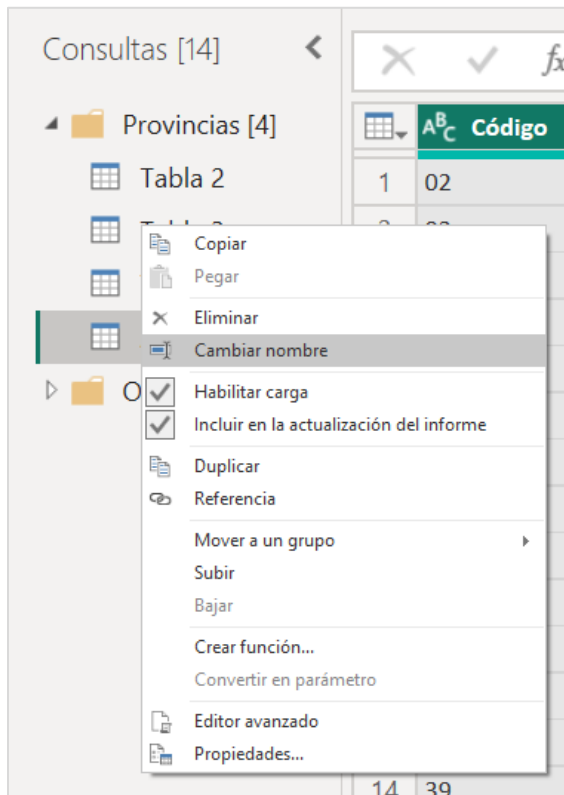 Consultas [14]
fx
Provincias [4]
ABC Código
Tabla 2
1 02
Copiar
Pegar
Eliminar
Cambiar nombre
O
Habilitar carga
Incluir en la actualización del informe
Duplicar
Referencia
Mover a un grupo
Subir
Bajar
Crear función...
Convertir en parámetro
Editor avanzado
Propiedades...
14 39